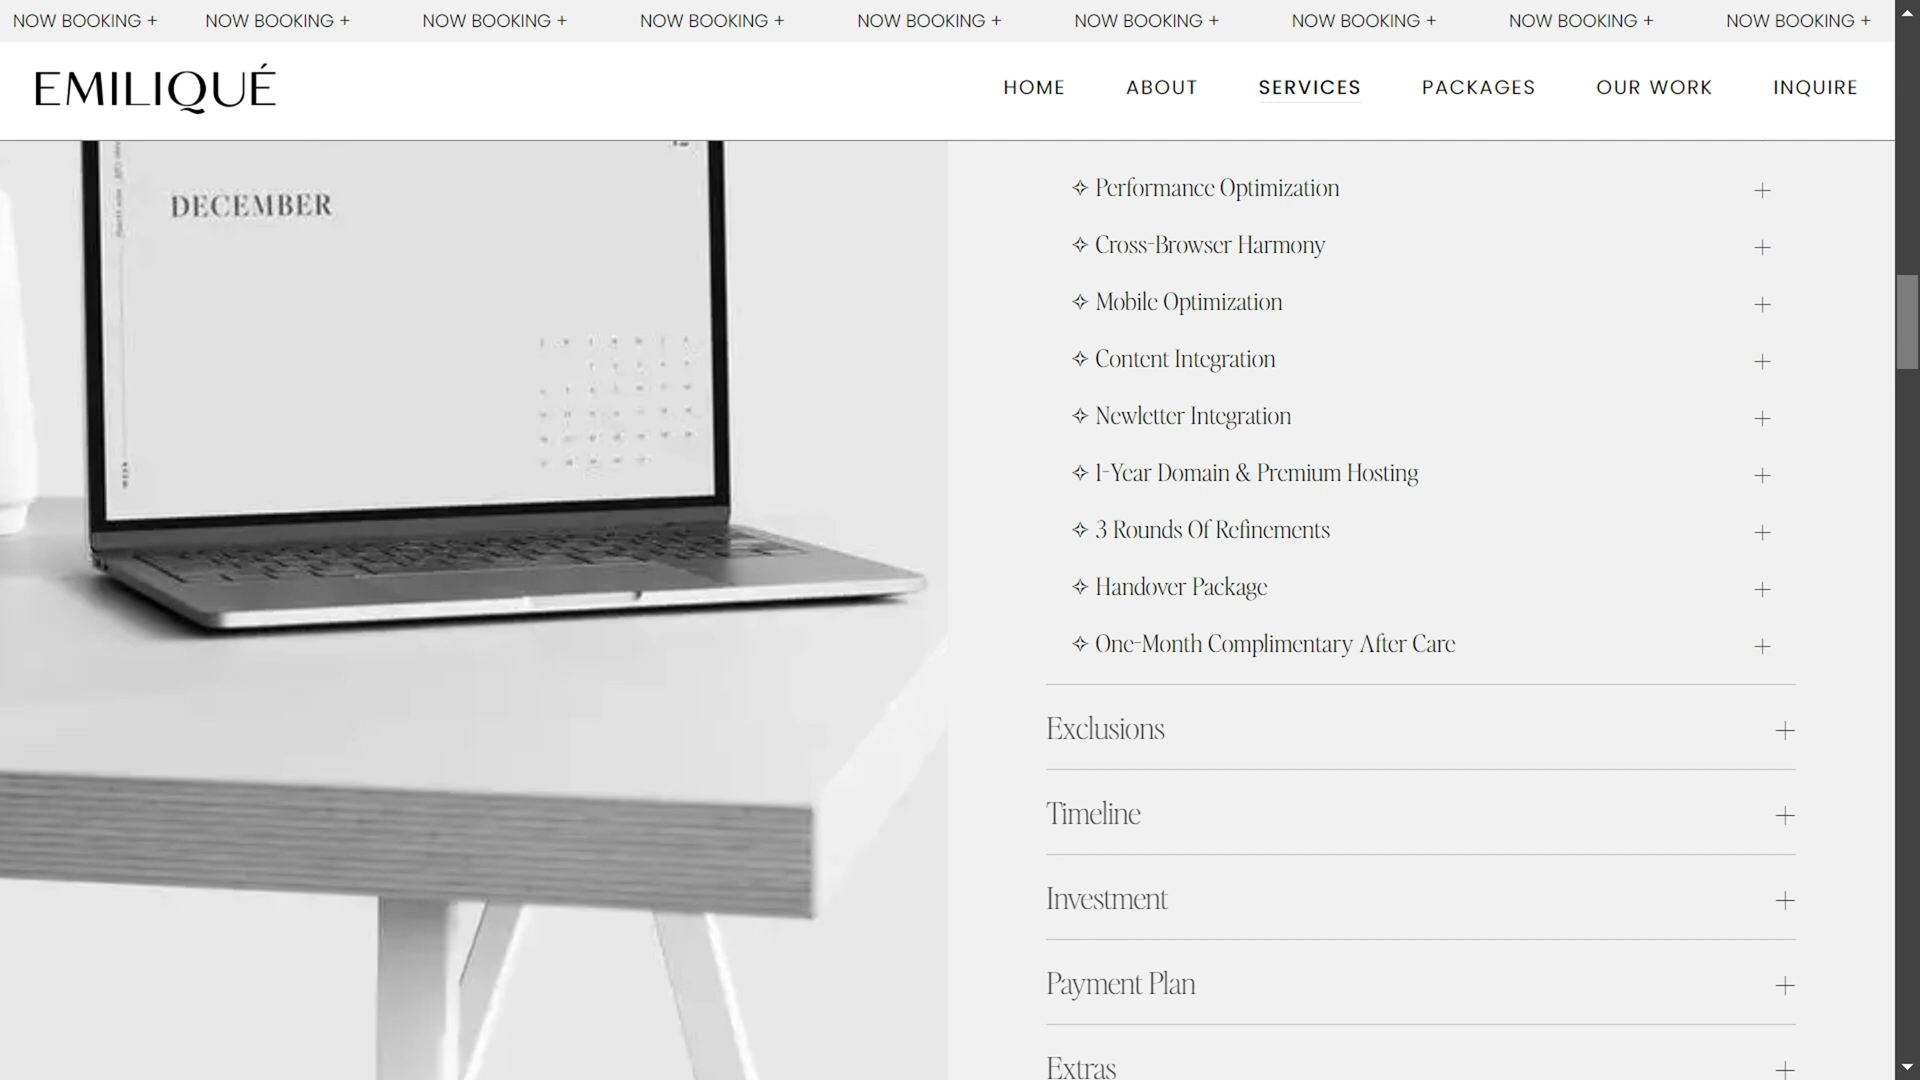 NOW BOOKING + NOW BOOKING + NOW BOOKING + NOW BOOKING + NOW BOOKING + NOW BOOKING + NOW BOOKING + NOW BOOKING + NOW BOOKING +
EMILIQUÉ
HOME ABOUT SERVICES PACKAGES OUR WORK INQUIRE
DECEMBER
✧ Performance Optimization +
✧ Cross-Browser Harmony +
✧ Mobile Optimization +
✧ Content Integration +
✧ Newletter Integration +
✧ 1-Year Domain & Premium Hosting +
✧ 3 Rounds Of Refinements +
✧ Handover Package +
✧ One-Month Complimentary After Care +
Exclusions +
Timeline +
Investment +
Payment Plan +
Extras +